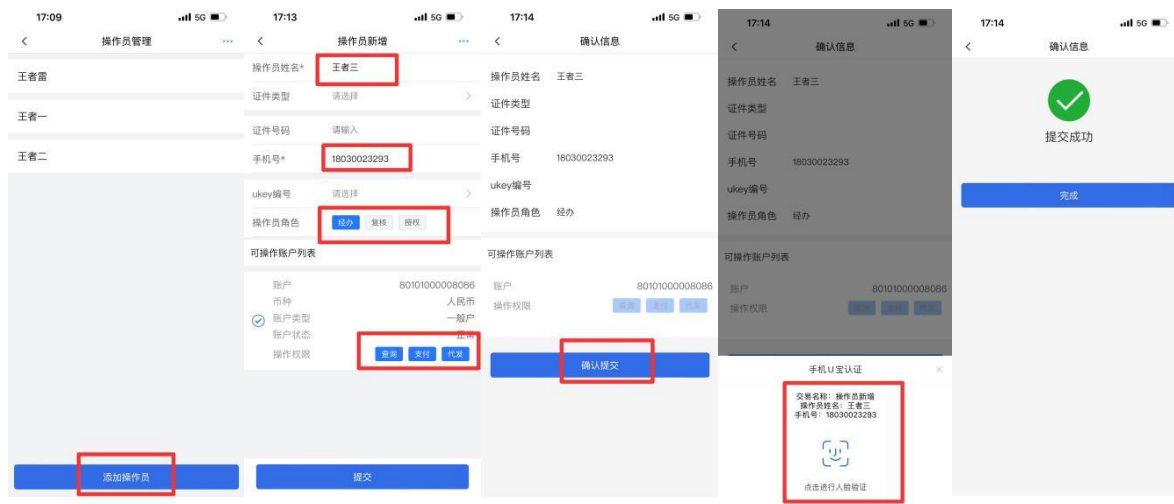 17:09
5G
操作员管理
王者雷
王者一
王者二
添加操作员
17:13
5G
操作员新增
操作员姓名* 王者三
证件类型 请选择
证件号码 请输入
手机号* 18030023293
ukey编号 请选择
操作员角色 经办 复核 授权
可操作账户列表
账户 80101000008086
币种 人民币
账户类型 一般户
账户状态 正常
操作权限 查询 支付 代发
提交
17:14
5G
确认信息
操作员姓名 王者三
证件类型
证件号码
手机号 18030023293
ukey编号
操作员角色 经办
可操作账户列表
账户 80101000008086
操作权限 查询 支付 代发
确认提交
17:14
5G
确认信息
操作员姓名 王者三
证件类型
证件号码
手机号 18030023293
ukey编号
操作员角色 经办
可操作账户列表
账户 80101000008086
操作权限
手机U宝认证
交易名称：操作员新增
操作员姓名：王者三
手机号：18030023293
点击进行人脸验证
17:14
5G
确认信息
提交成功
完成